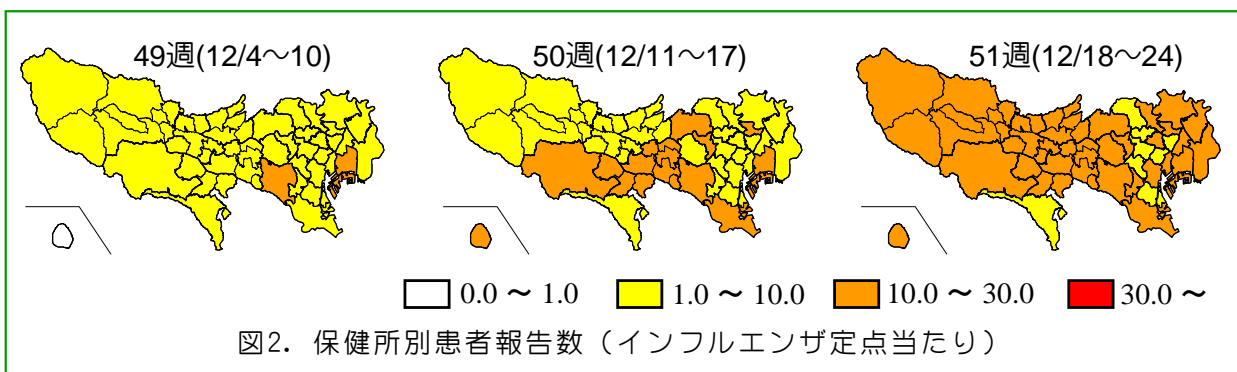 49週(12/4～10)
50週(12/11～17)
51週(12/18～24)
0.0 ～ 1.0
1.0 ～ 10.0
10.0 ～ 30.0
30.0 ～
図2. 保健所別患者報告数（インフルエンザ定点当たり）